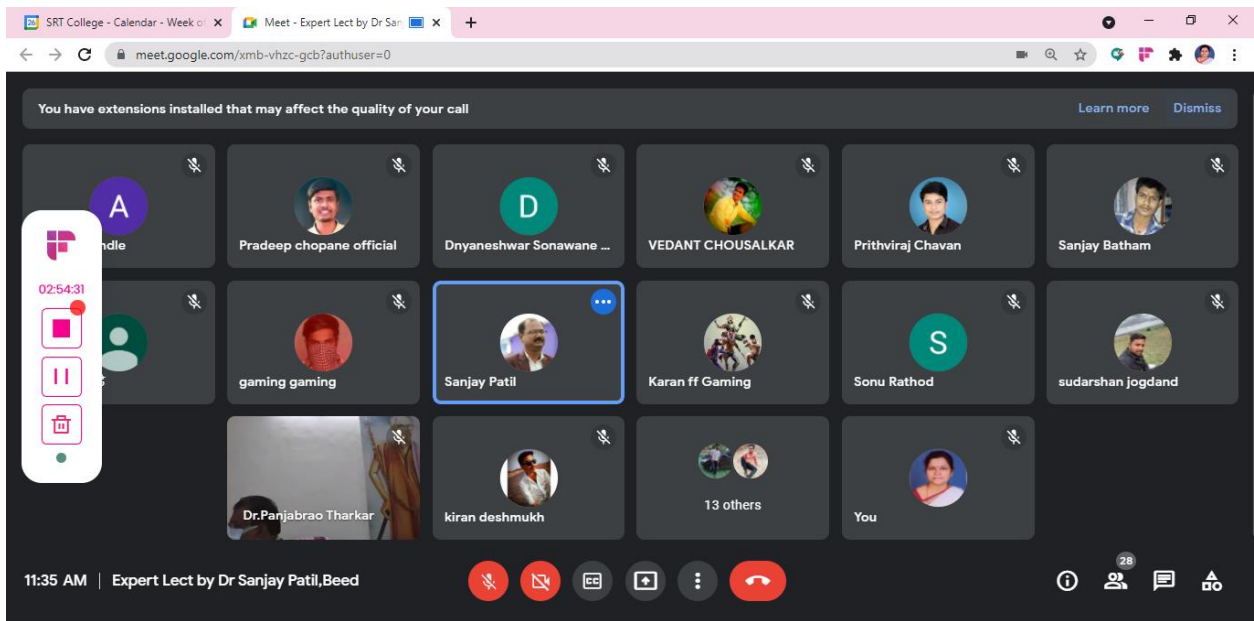 SRT College - Calendar - Week of
Meet - Expert Lect by Dr San
meet.google.com/xmb-vhzc-gcb?authuser=0
You have extensions installed that may affect the quality of your call
Learn more
Dismiss
A
ndle
Pradeep chopane official
D
Dnyaneshwar Sonawane ...
VEDANT CHOUSALKAR
Prithviraj Chavan
Sanjay Batham
02:54:31
gaming gaming
Sanjay Patil
Karan ff Gaming
S
Sonu Rathod
sudarshan jogdand
Dr.Panjabrao Tharkar
kiran deshmukh
13 others
You
11:35 AM | Expert Lect by Dr Sanjay Patil,Beed
CC
28